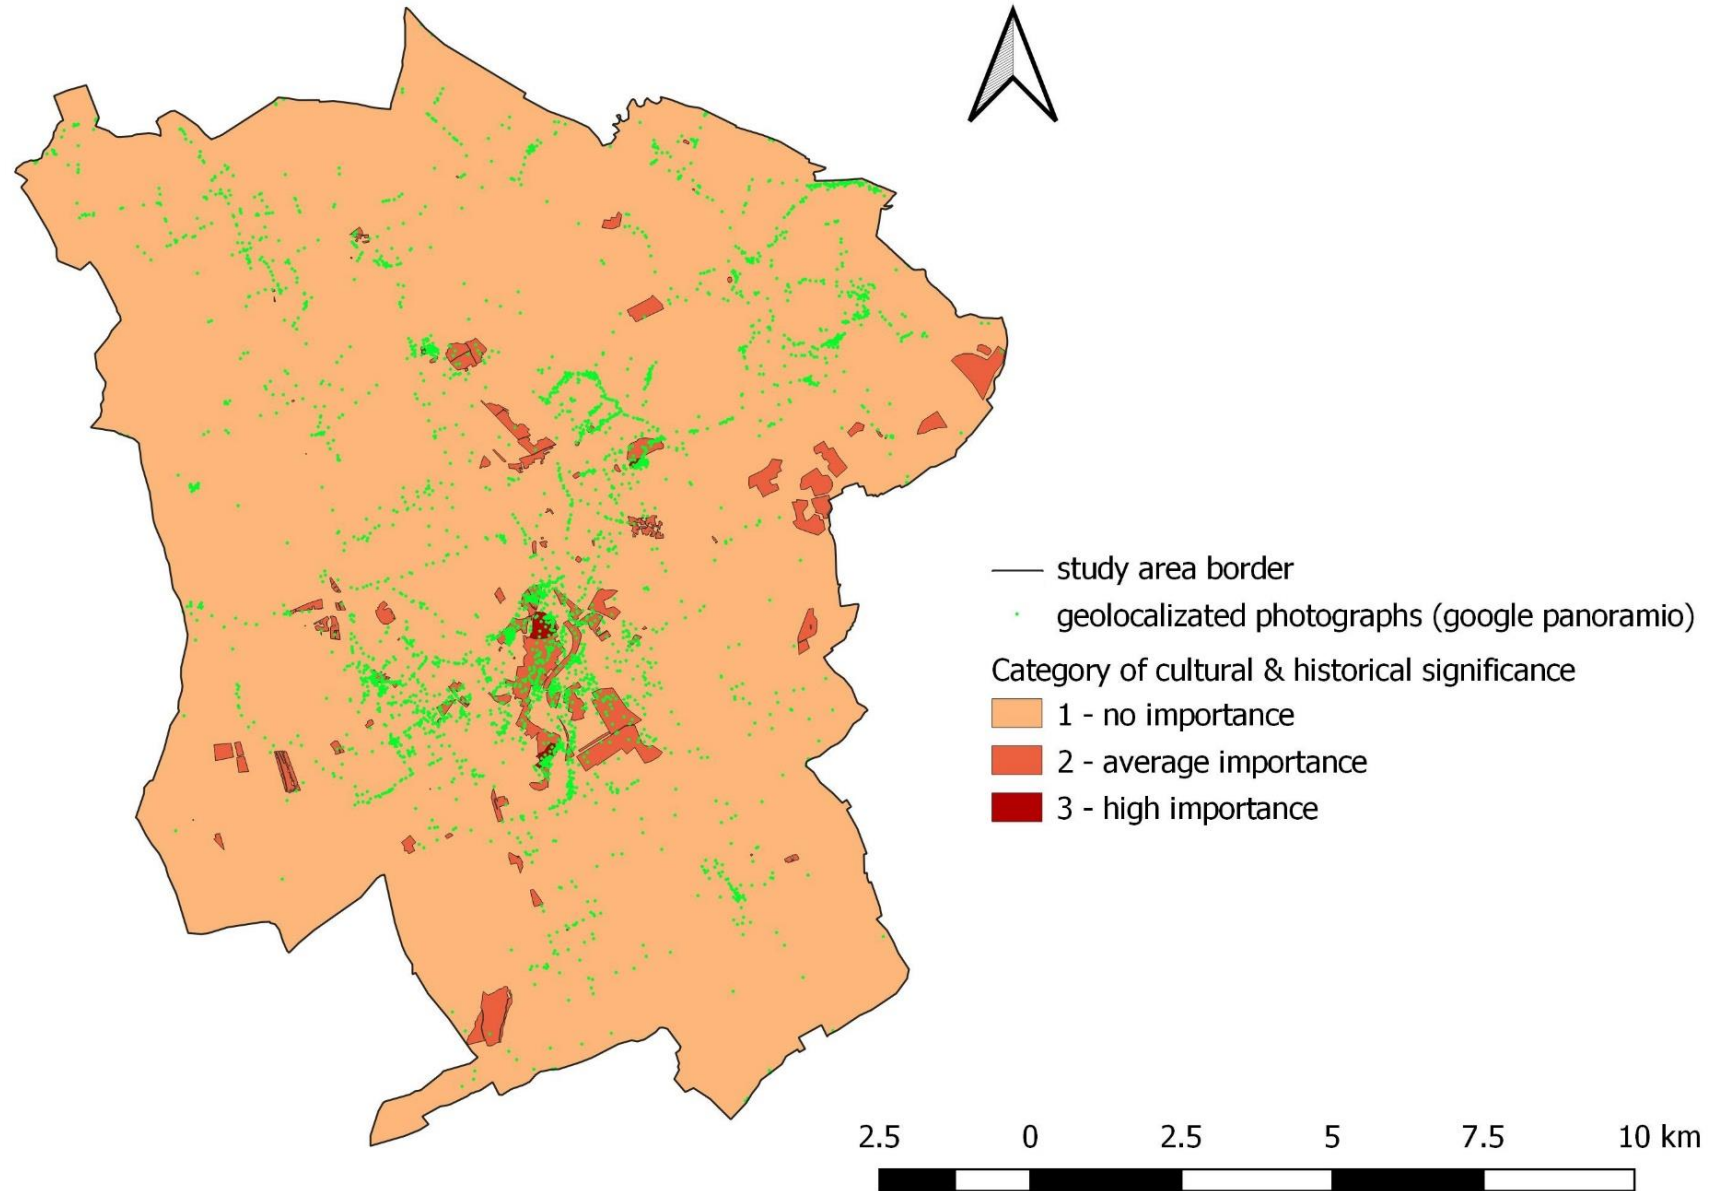 study area border
geolocalizated photographs (google panoramio)
Category of cultural & historical significance
1 - no importance
2 - average importance
3 - high importance
2.5 0 2.5 5 7.5 10 km